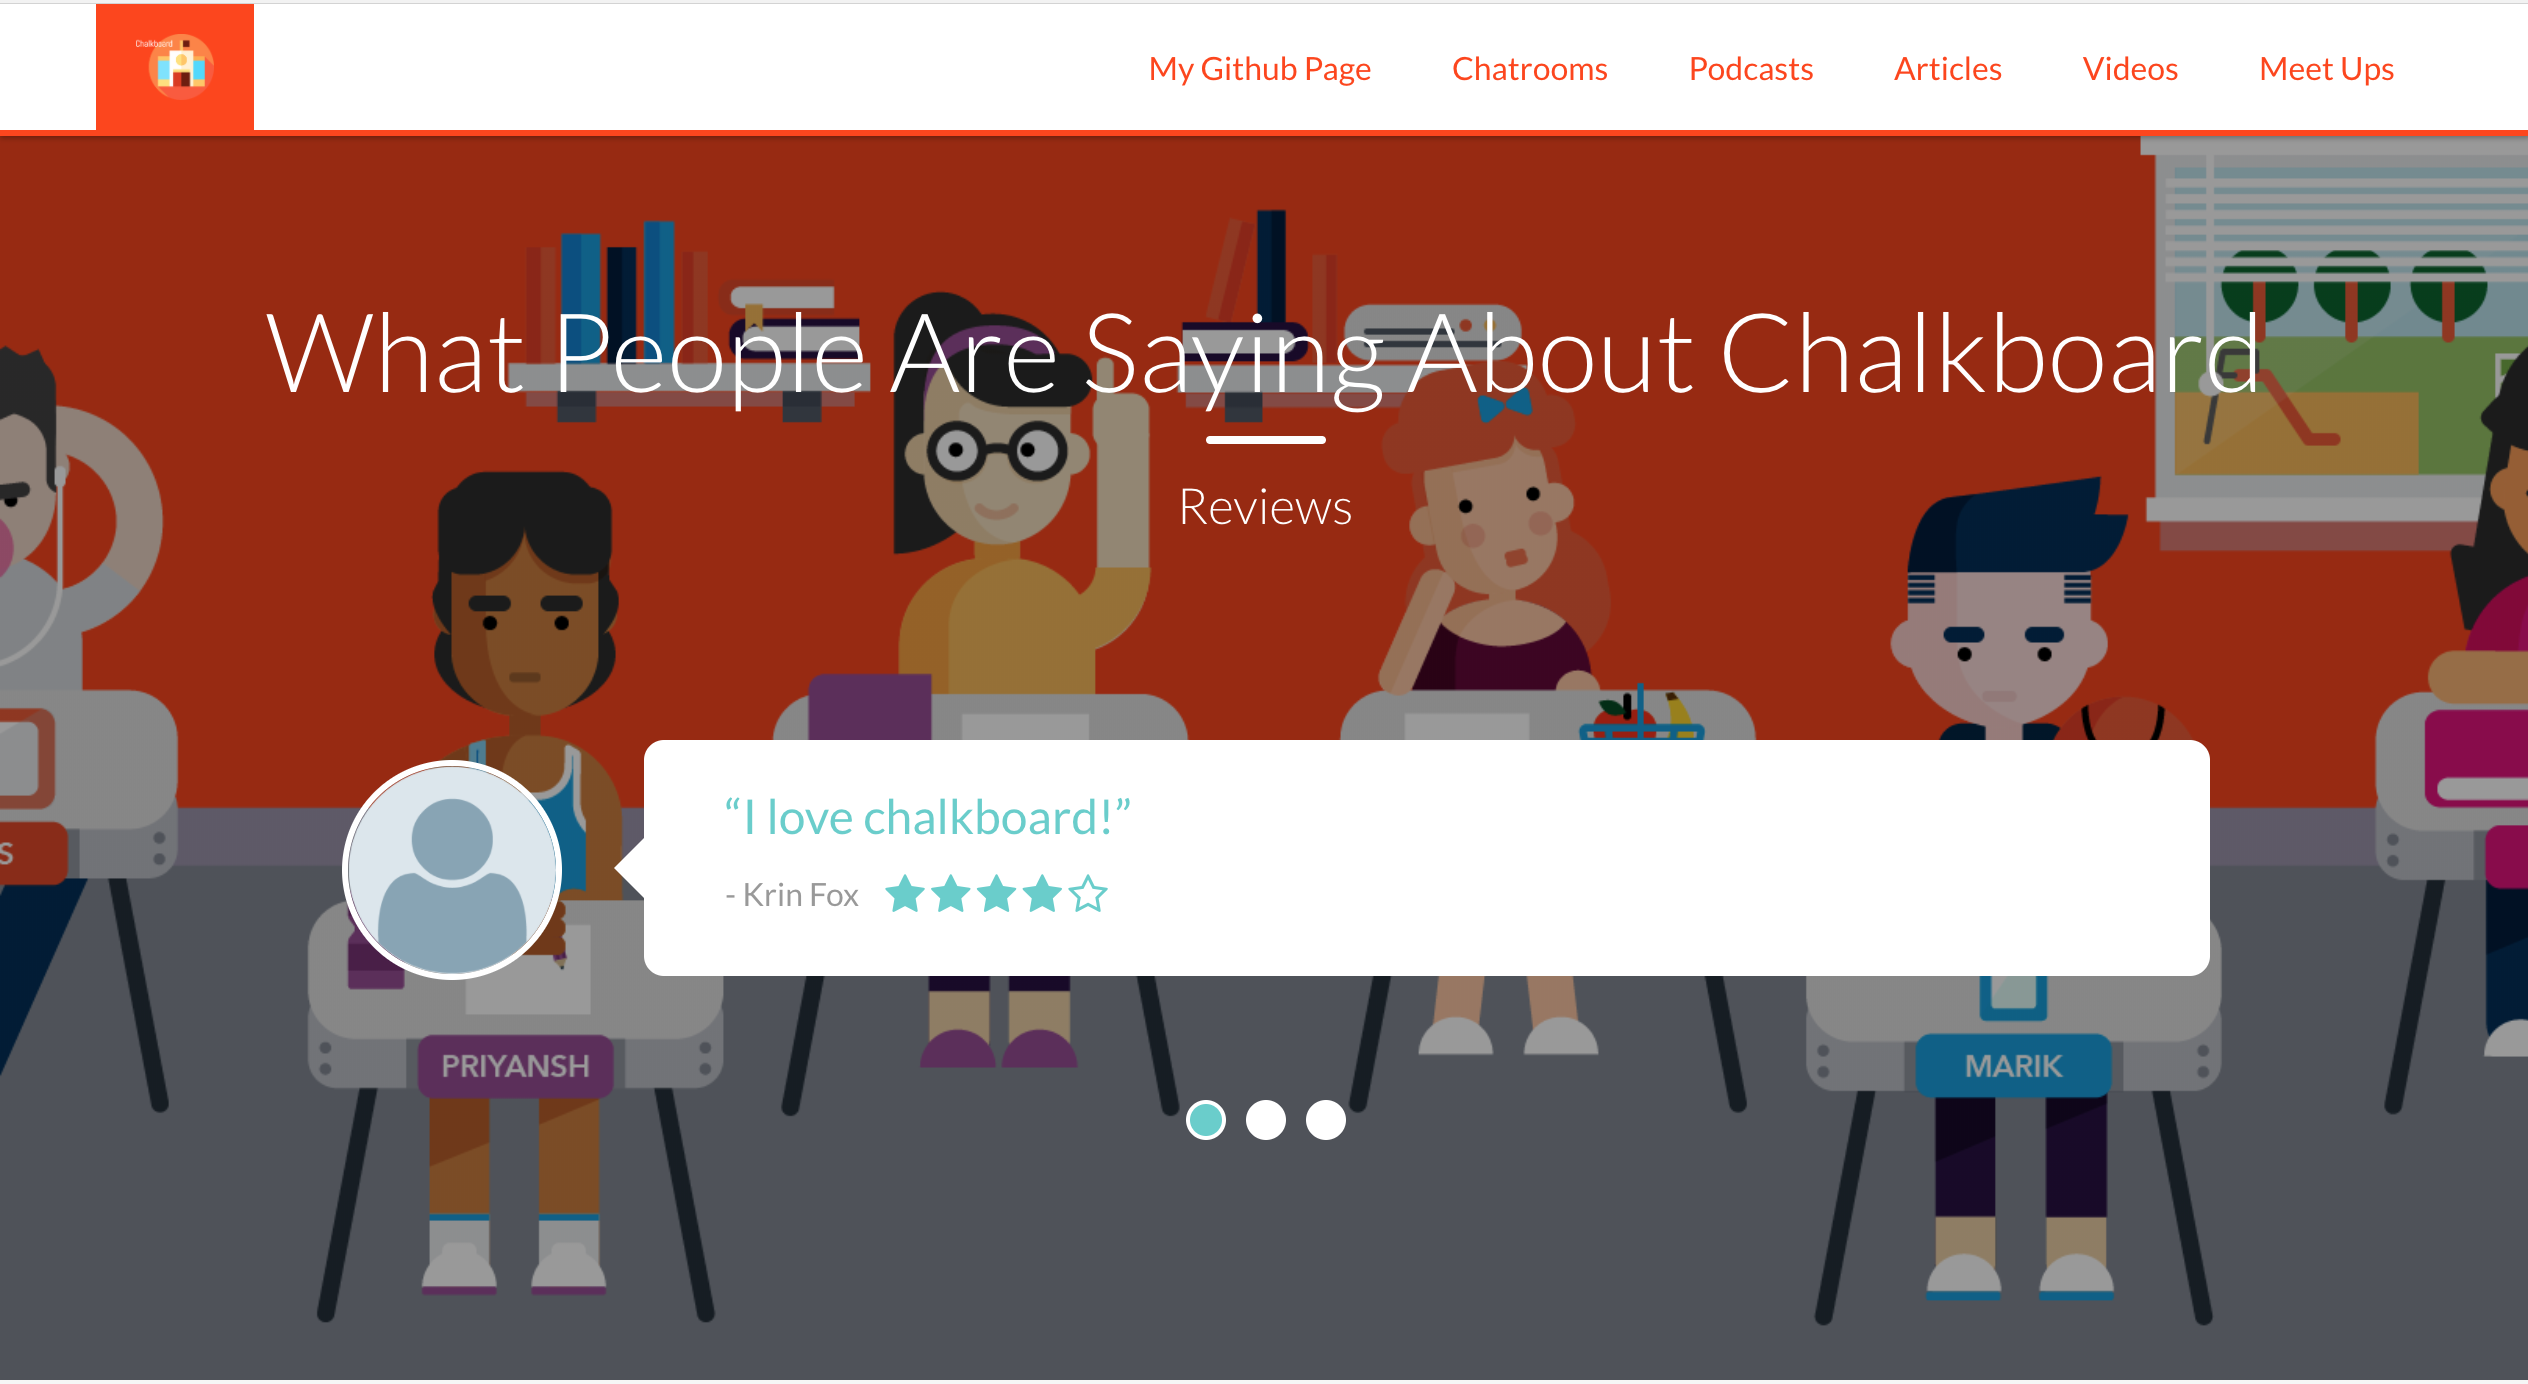 Chalkboard
My Github Page
Chatrooms
Podcasts
Articles
Videos
Meet Ups
What People Are Saying About Chalkboard
Reviews
“I love chalkboard!”
- Krin Fox
S
PRIYANSH
MARIK